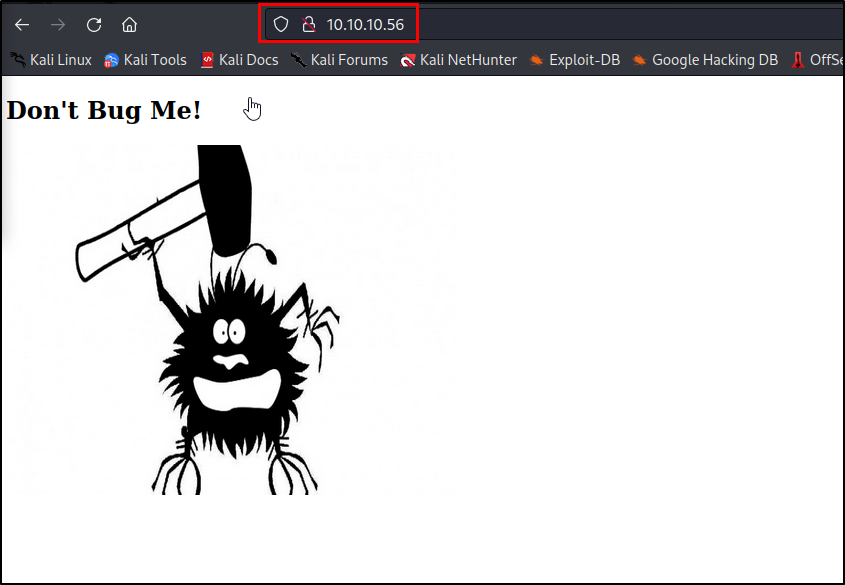 10.10.10.56
Kali Linux Kali Tools Kali Docs Kali Forums Kali NetHunter Exploit-DB Google Hacking DB OffSe
Don't Bug Me!